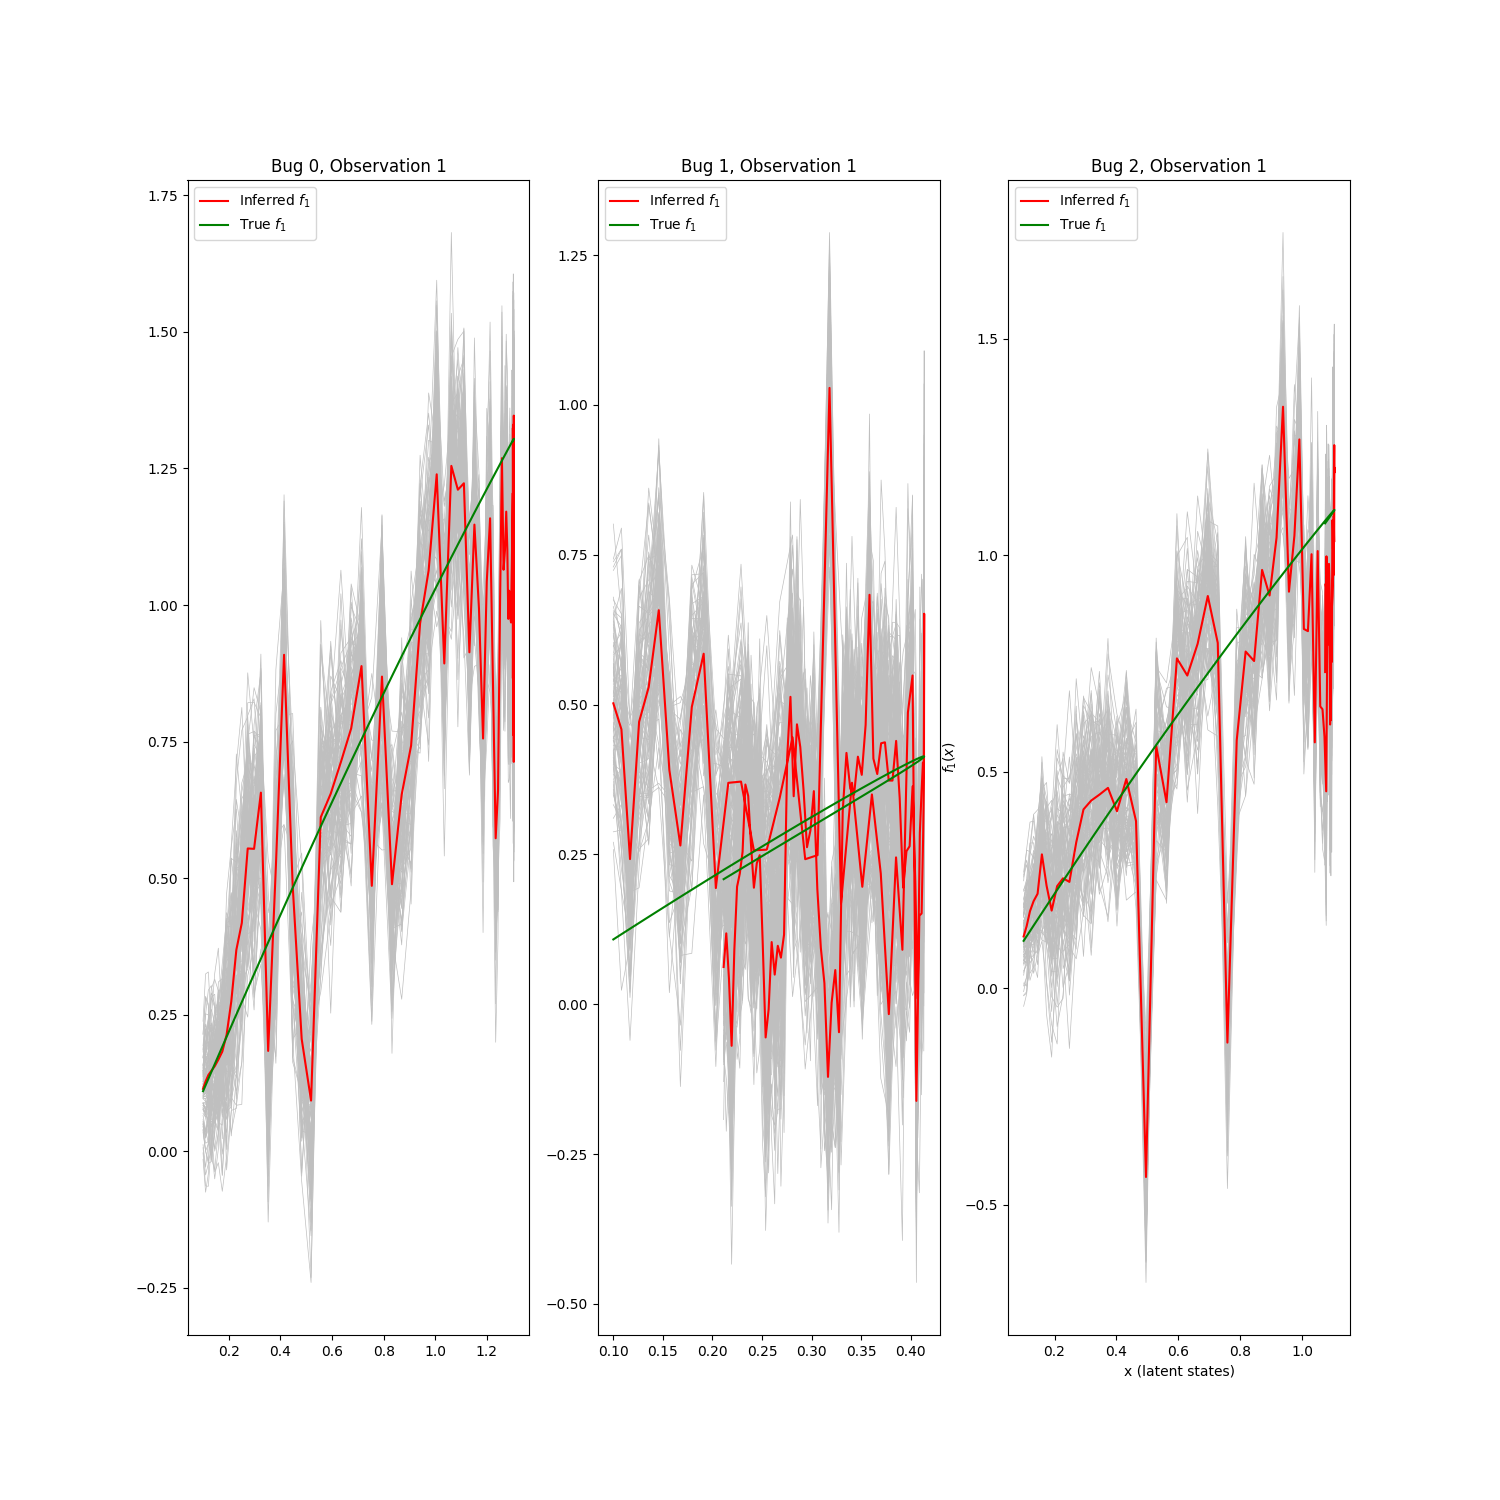 Bug 0, Observation 1
Inferred f₁
True f₁
1.75
1.50
1.25
1.00
0.75
0.50
0.25
0.00
−0.25
0.2 0.4 0.6 0.8 1.0 1.2
Bug 1, Observation 1
Inferred f₁
True f₁
1.25
1.00
0.75
0.50
0.25
0.00
−0.25
−0.50
0.10 0.15 0.20 0.25 0.30 0.35 0.40
Bug 2, Observation 1
Inferred f₁
True f₁
f₁(x)
1.5
1.0
0.5
0.0
−0.5
0.2 0.4 0.6 0.8 1.0
x (latent states)